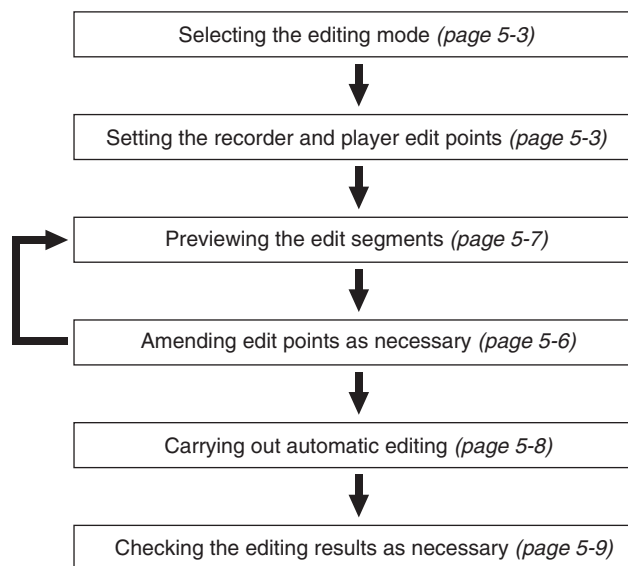 Selecting the editing mode (page 5-3)
Setting the recorder and player edit points (page 5-3)
Previewing the edit segments (page 5-7)
Amending edit points as necessary (page 5-6)
Carrying out automatic editing (page 5-8)
Checking the editing results as necessary (page 5-9)